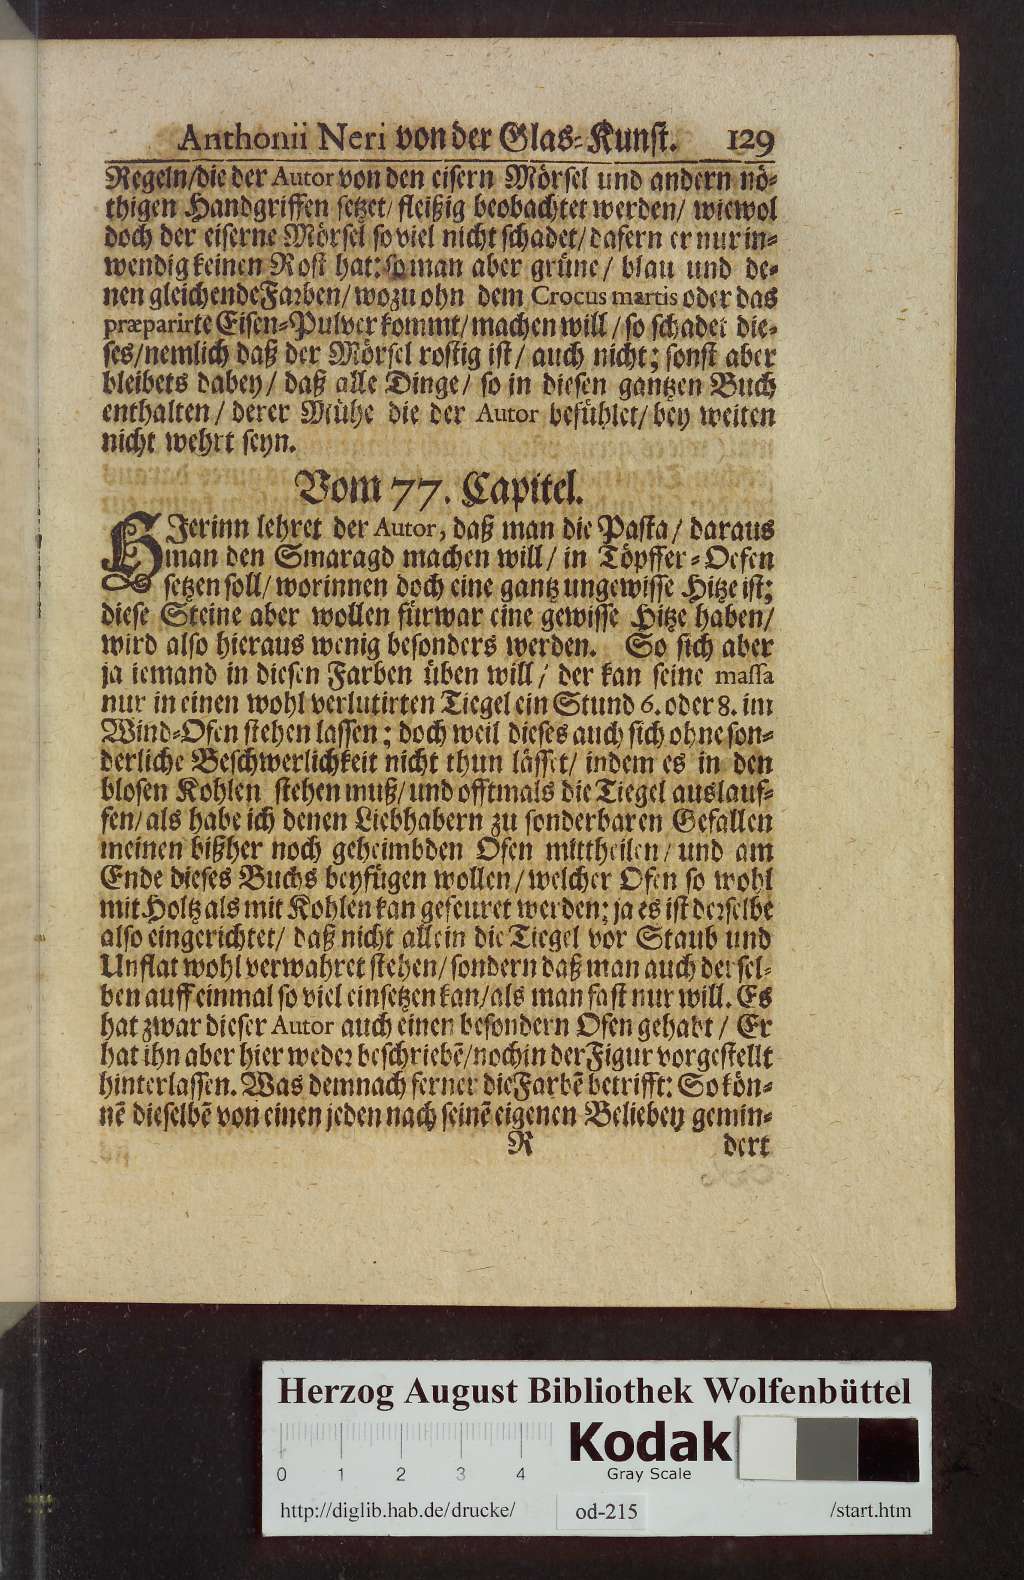 Anthonii Neri von der Glas-Kunst. 129
Regeln/die der Autor von den eisern Mörsel und andern nö-
thigen Handgriffen setzet/ fleißig beobachtet werden/ wiewol
doch der eiserne Mörsel so viel nicht schadet/ dafern er nur in-
wendig keinen Rost hat: so man aber grüne/ blau und de-
nen gleichende Farben/ wozu ohn dem Crocus martis oder das
præparirte Eisen-Pulver kommt/ machen will/ so schadet die-
ses/nemlich daß der Mörsel rostig ist/ auch nicht; sonst aber
bleibets dabey/ daß alle Dinge/ so in diesen gantzen Buch
enthalten/ derer Mühe die der Autor befühlet/ bey weiten
nicht wehrt seyn.
Vom 77. Capitel.
HIerinn lehret der Autor, daß man die Pasta/ daraus
man den Smaragd machen will/ in Töpffer-Oefen
setzen soll/ worinnen doch eine gantz ungewisse Hitze ist;
diese Steine aber wollen fürwar eine gewisse Hitze haben/
wird also hieraus wenig besonders werden. So sich aber
ja iemand in diesen Farben üben will/ der kan seine massa
nur in einen wohl verlutirten Tiegel ein Stund 6. oder 8. im
Wind-Ofen stehen lassen; doch weil dieses auch sich ohne son-
derliche Beschwerlichkeit nicht thun lässet/ indem es in den
blosen Kohlen stehen muß/ und offtmals die Tiegel auslauf-
fen/ als habe ich denen Liebhabern zu sonderbaren Gefallen
meinen bißher noch geheimbden Ofen mittheilen/ und am
Ende dieses Buchs beyfügen wollen/ welcher Ofen so wohl
mit Holtz als mit Kohlen kan gefeuret werden; ja es ist derselbe
also eingerichtet/ daß nicht allein die Tiegel vor Staub und
Unflat wohl verwahret stehen/ sondern daß man auch dersel-
ben auff einmal so viel einsetzen kan/ als man fast nur will. Es
hat zwar dieser Autor auch einen besondern Ofen gehabt/ Er
hat ihn aber hier weder beschriebē/ noch in der Figur vorgestellt
hinterlassen. Was demnach ferner die Farbē betrifft: So kön-
nē dieselbē von einen jeden nach seinē eigenen Belieben gemin-
R dert
Herzog August Bibliothek Wolfenbüttel
Kodak
Gray Scale
0 1 2 3 4
http://diglib.hab.de/drucke/ od-215 /start.htm